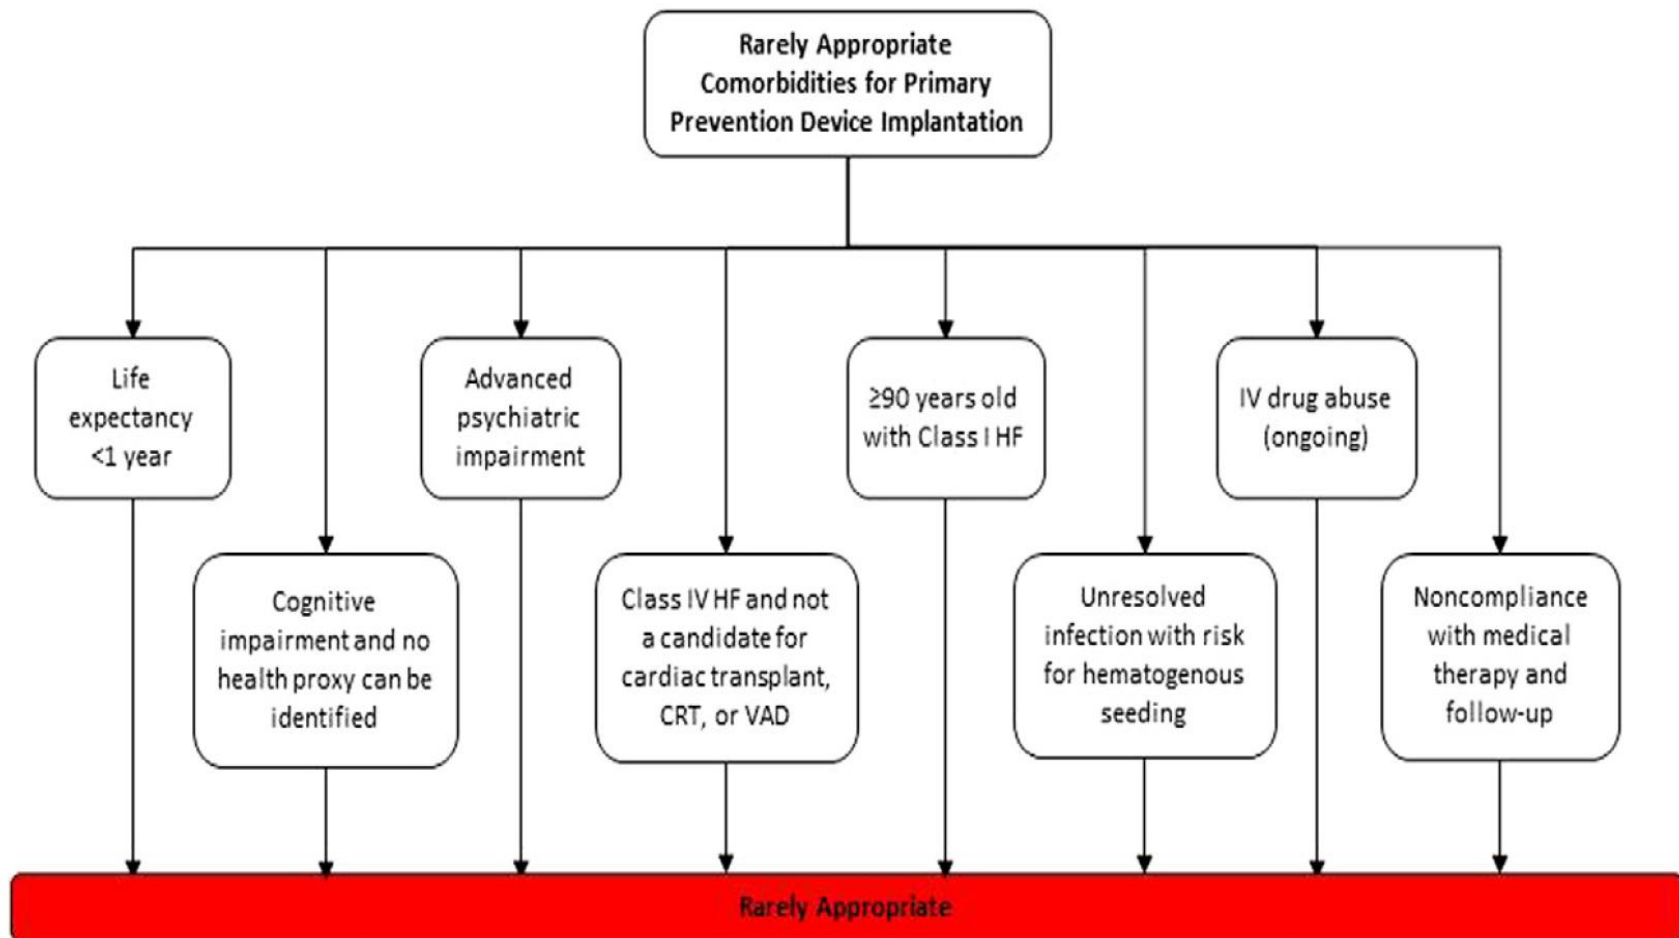 Rarely Appropriate
Comorbidities for Primary
Prevention Device Implantation
Life
expectancy
<1 year
Advanced
psychiatric
impairment
≥90 years old
with Class I HF
IV drug abuse
(ongoing)
Cognitive
impairment and no
health proxy can be
identified
Class IV HF and not
a candidate for
cardiac transplant,
CRT, or VAD
Unresolved
infection with risk
for hematogenous
seeding
Noncompliance
with medical
therapy and
follow-up
Rarely Appropriate